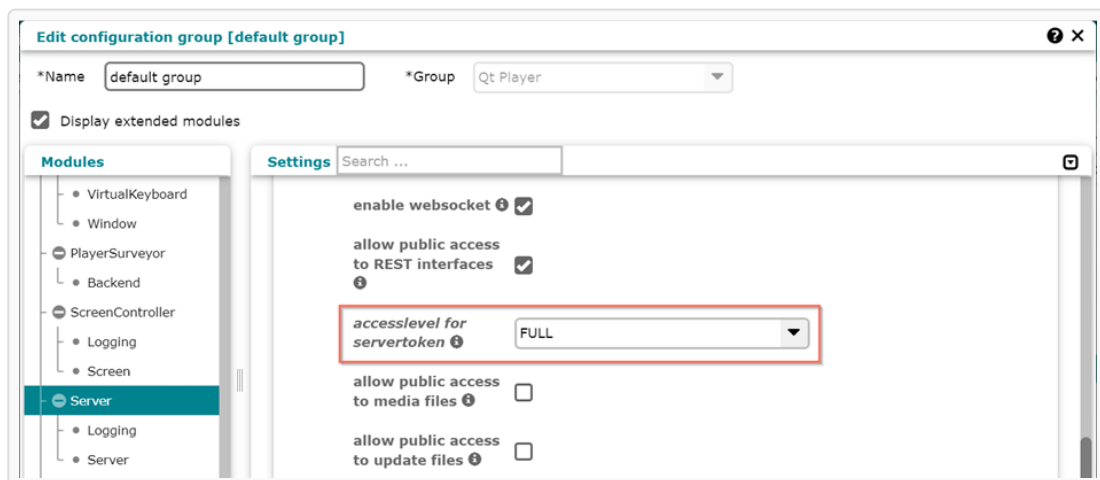 Edit configuration group [default group]
*Name default group *Group Qt Player
Display extended modules
Modules
VirtualKeyboard
Window
PlayerSurveyor
Backend
ScreenController
Logging
Screen
Server
Logging
Server
Settings Search ...
enable websocket
allow public access
to REST interfaces
accesslevel for
servertoken
FULL
allow public access
to media files
allow public access
to update files